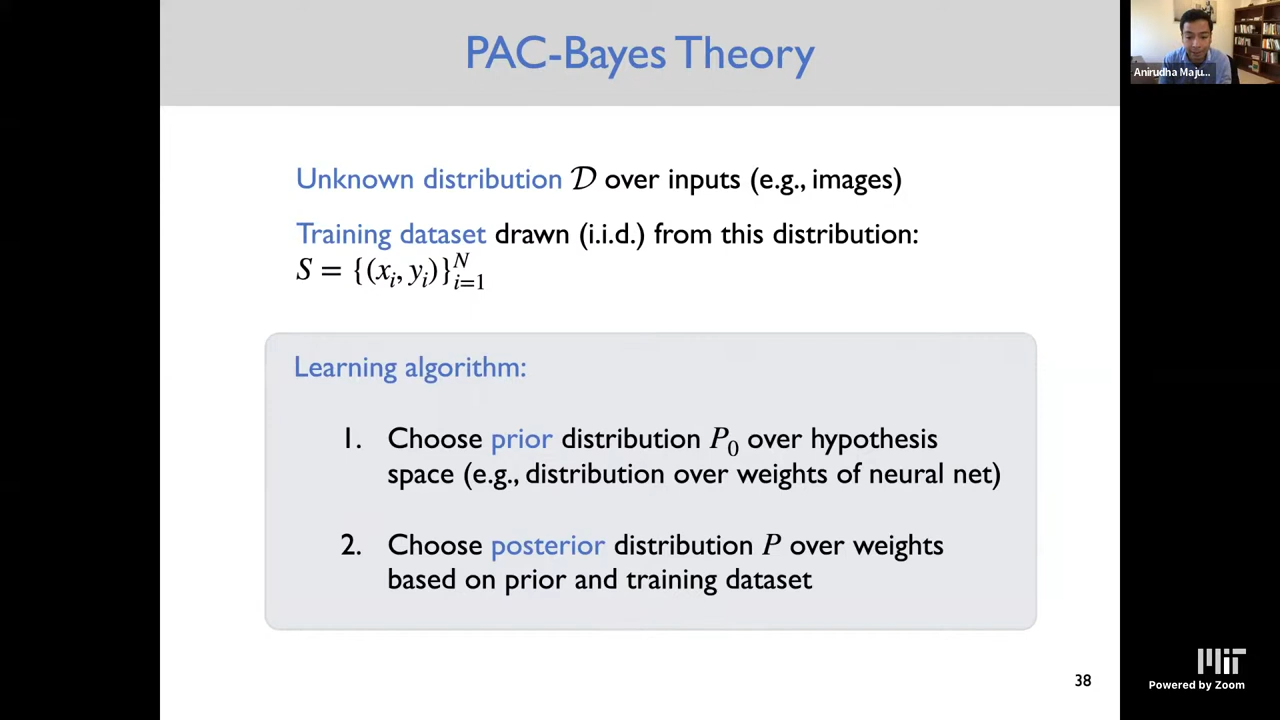 PAC-Bayes Theory
Anirudha Maju...
Unknown distribution 𝒟 over inputs (e.g., images)
Training dataset drawn (i.i.d.) from this distribution:
S = {(xᵢ, yᵢ)}ᴺᵢ₌₁
Learning algorithm:
1. Choose prior distribution P₀ over hypothesis
space (e.g., distribution over weights of neural net)
2. Choose posterior distribution P over weights
based on prior and training dataset
38
MIT
Powered by Zoom